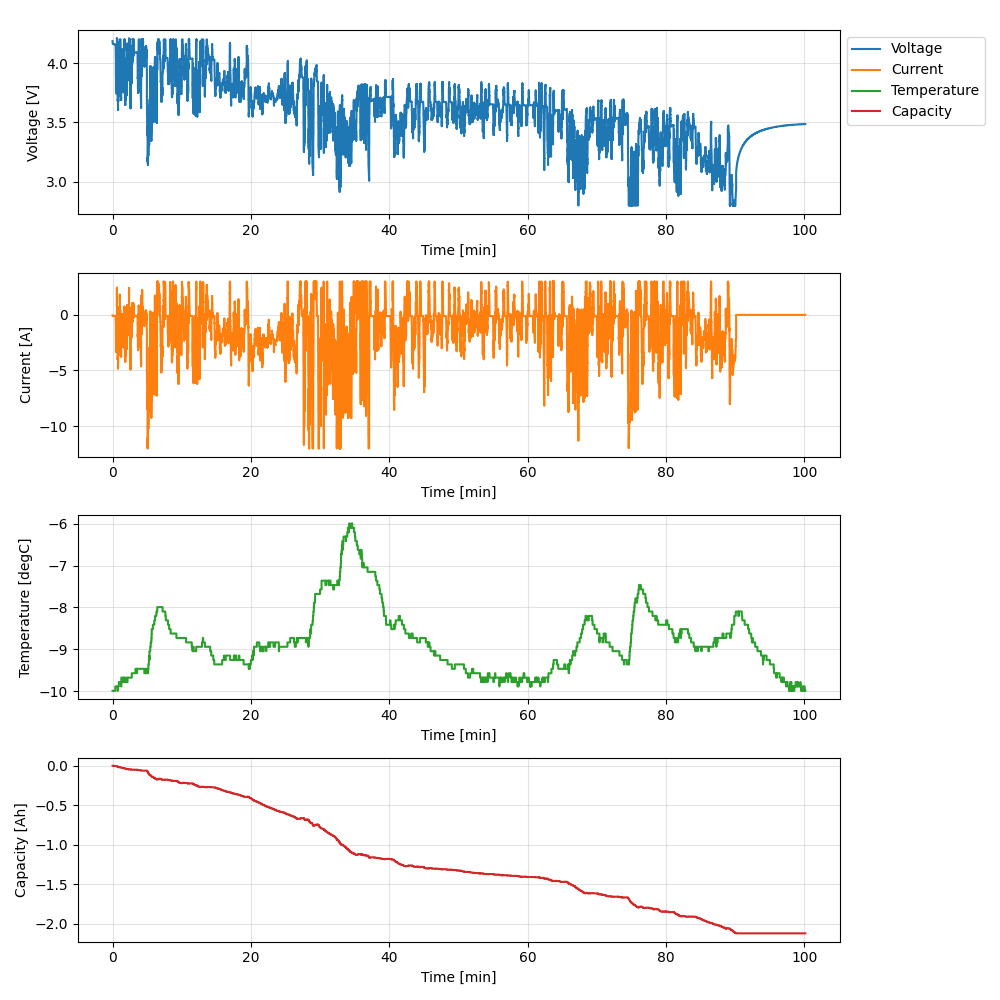 4.0
3.5
3.0
Voltage [V]
0 20 40 60 80 100
Time [min]
Voltage
Current
Temperature
Capacity
0
−5
−10
Current [A]
0 20 40 60 80 100
Time [min]
−6
−7
−8
−9
−10
Temperature [degC]
0 20 40 60 80 100
Time [min]
0.0
−0.5
−1.0
−1.5
−2.0
Capacity [Ah]
0 20 40 60 80 100
Time [min]